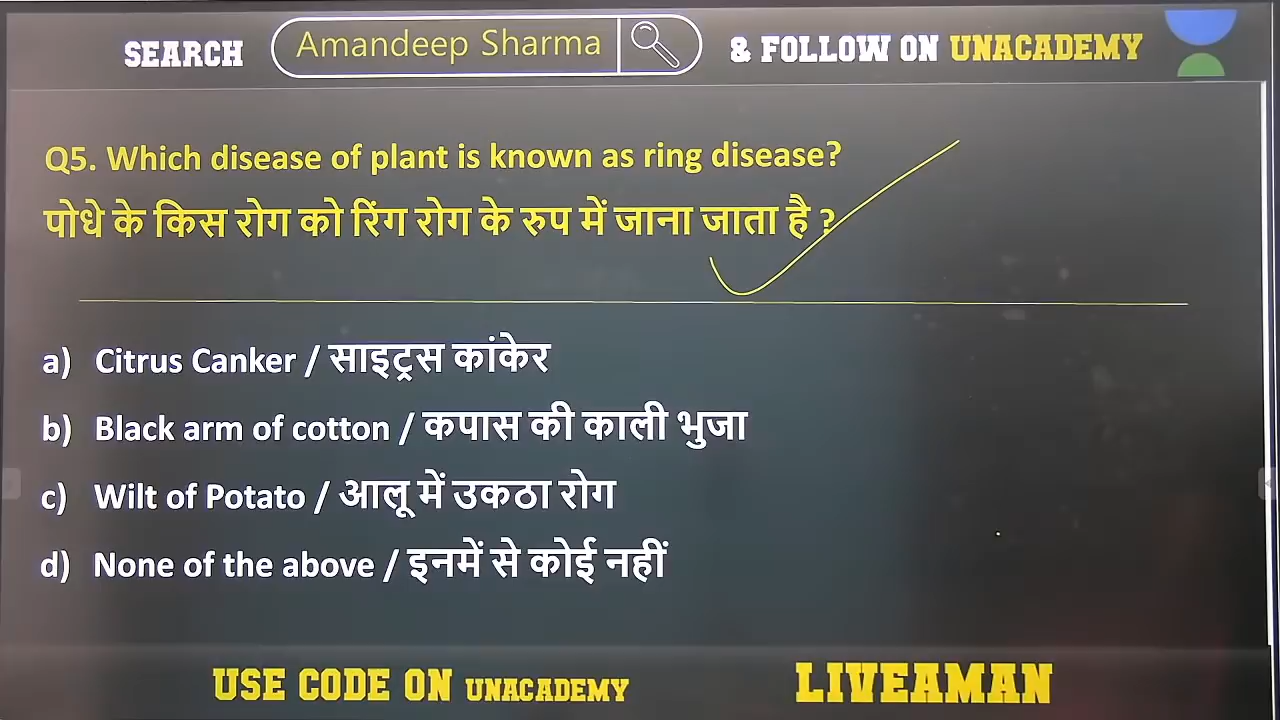 SEARCH Amandeep Sharma & FOLLOW ON UNACADEMY
Q5. Which disease of plant is known as ring disease?
पोधे के किस रोग को रिंग रोग के रुप में जाना जाता है ?
a) Citrus Canker / साइट्रस कांकेर
b) Black arm of cotton / कपास की काली भुजा
c) Wilt of Potato / आलू में उकठा रोग
d) None of the above / इनमें से कोई नहीं
USE CODE ON UNACADEMY LIVEAMAN